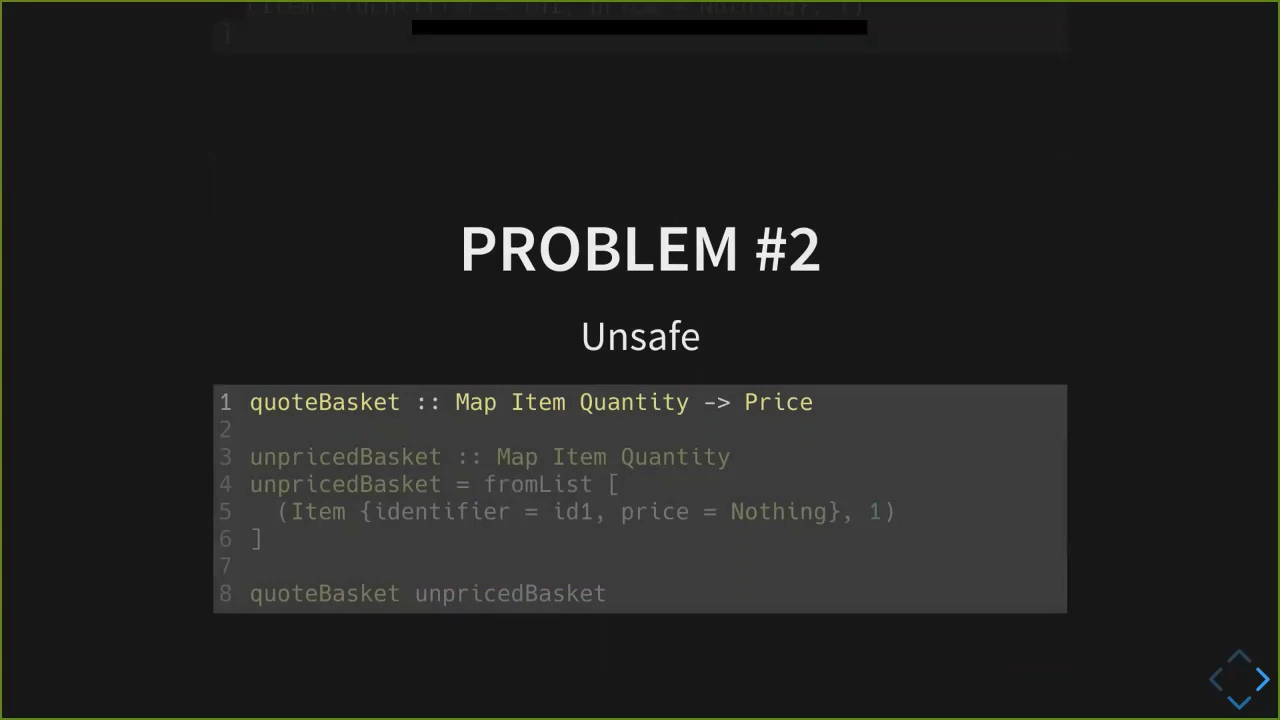 PROBLEM #2
Unsafe
1 quoteBasket :: Map Item Quantity -> Price
2
3 unpricedBasket :: Map Item Quantity
4 unpricedBasket = fromList [
5   (Item {identifier = id1, price = Nothing}, 1)
6 ]
7
8 quoteBasket unpricedBasket